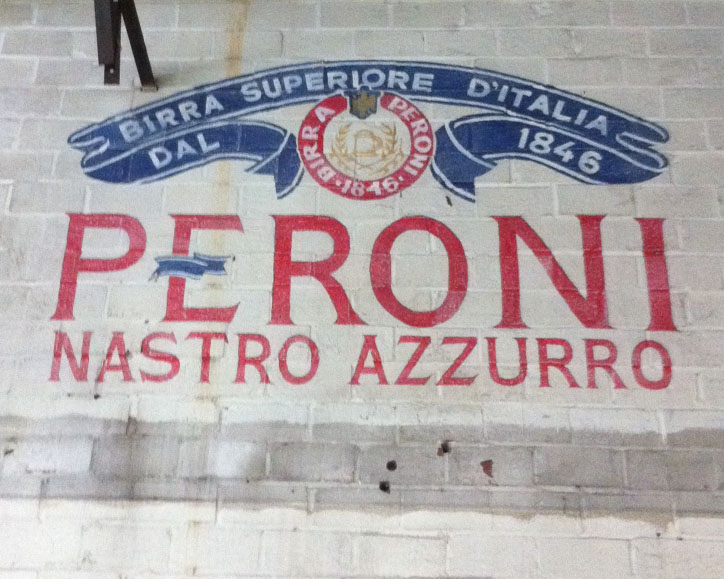 BIRRA SUPERIORE D'ITALIA
DAL 1846
BIRRA PERONI
·1846·
PERONI
NASTRO AZZURRO